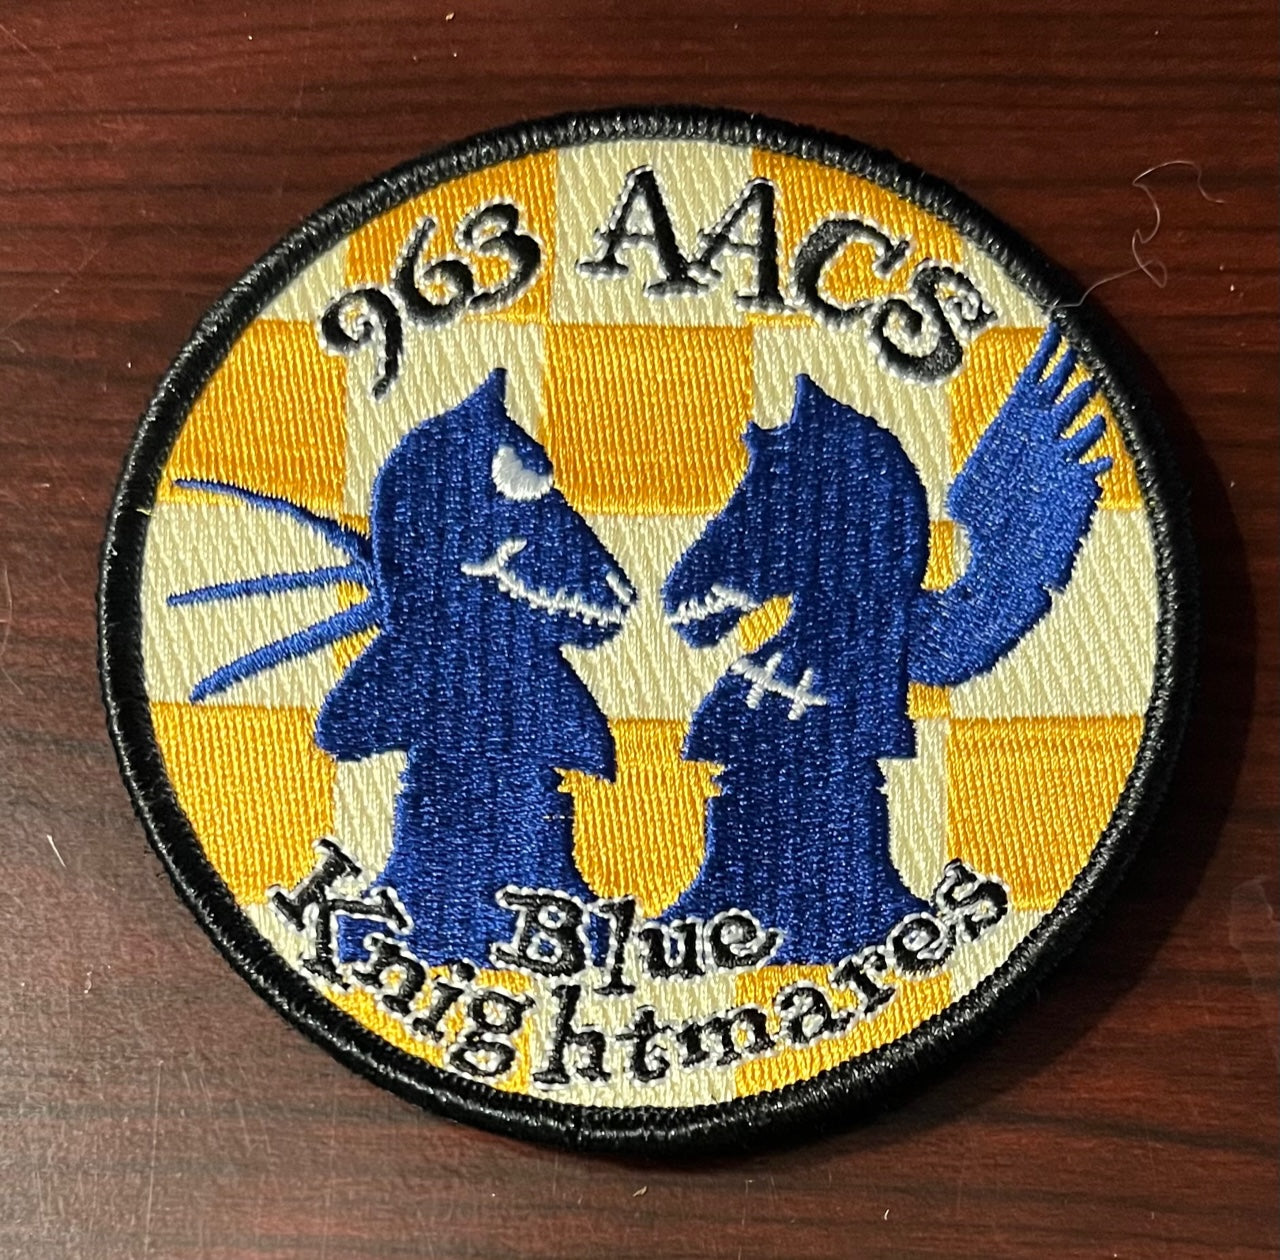 963 AACS
Blue
Knightmares